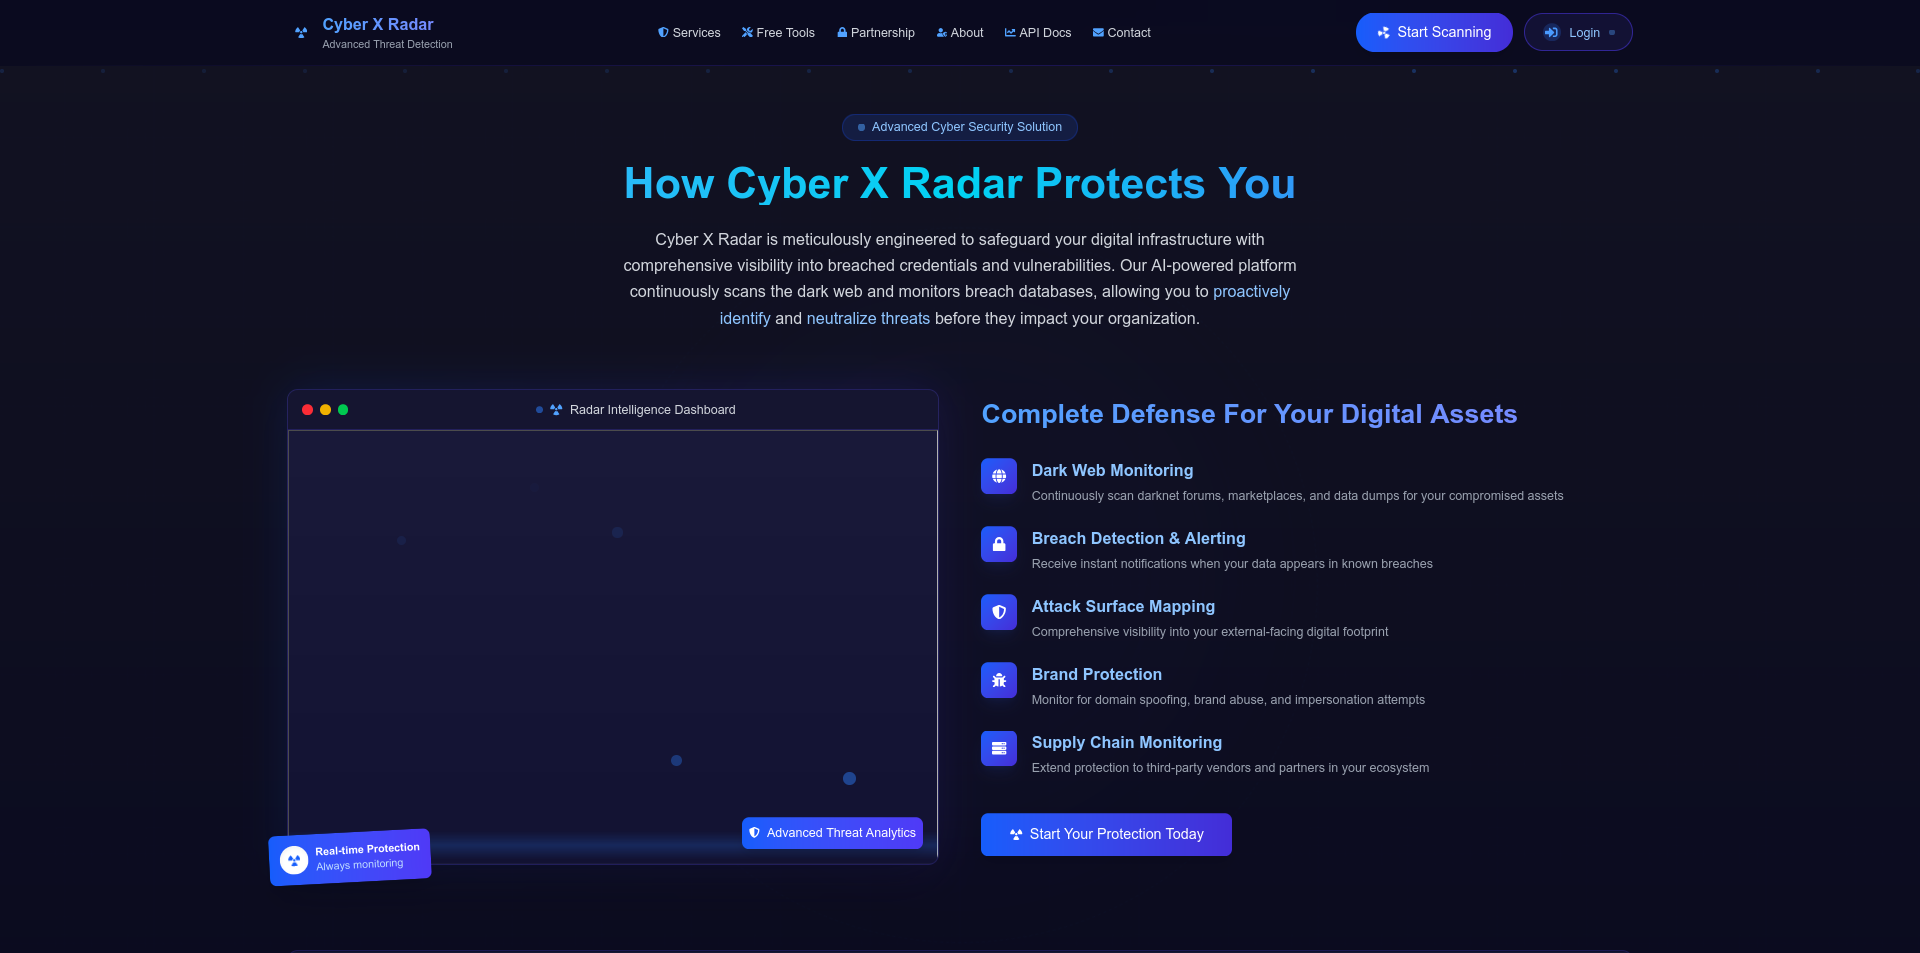 Cyber X Radar
Advanced Threat Detection
Services
Free Tools
Partnership
About
API Docs
Contact
Start Scanning
Login
Advanced Cyber Security Solution
How Cyber X Radar Protects You
Cyber X Radar is meticulously engineered to safeguard your digital infrastructure with
comprehensive visibility into breached credentials and vulnerabilities. Our AI-powered platform
continuously scans the dark web and monitors breach databases, allowing you to proactively
identify and neutralize threats before they impact your organization.
Radar Intelligence Dashboard
Advanced Threat Analytics
Real-time Protection
Always monitoring
Complete Defense For Your Digital Assets
Dark Web Monitoring
Continuously scan darknet forums, marketplaces, and data dumps for your compromised assets
Breach Detection & Alerting
Receive instant notifications when your data appears in known breaches
Attack Surface Mapping
Comprehensive visibility into your external-facing digital footprint
Brand Protection
Monitor for domain spoofing, brand abuse, and impersonation attempts
Supply Chain Monitoring
Extend protection to third-party vendors and partners in your ecosystem
Start Your Protection Today